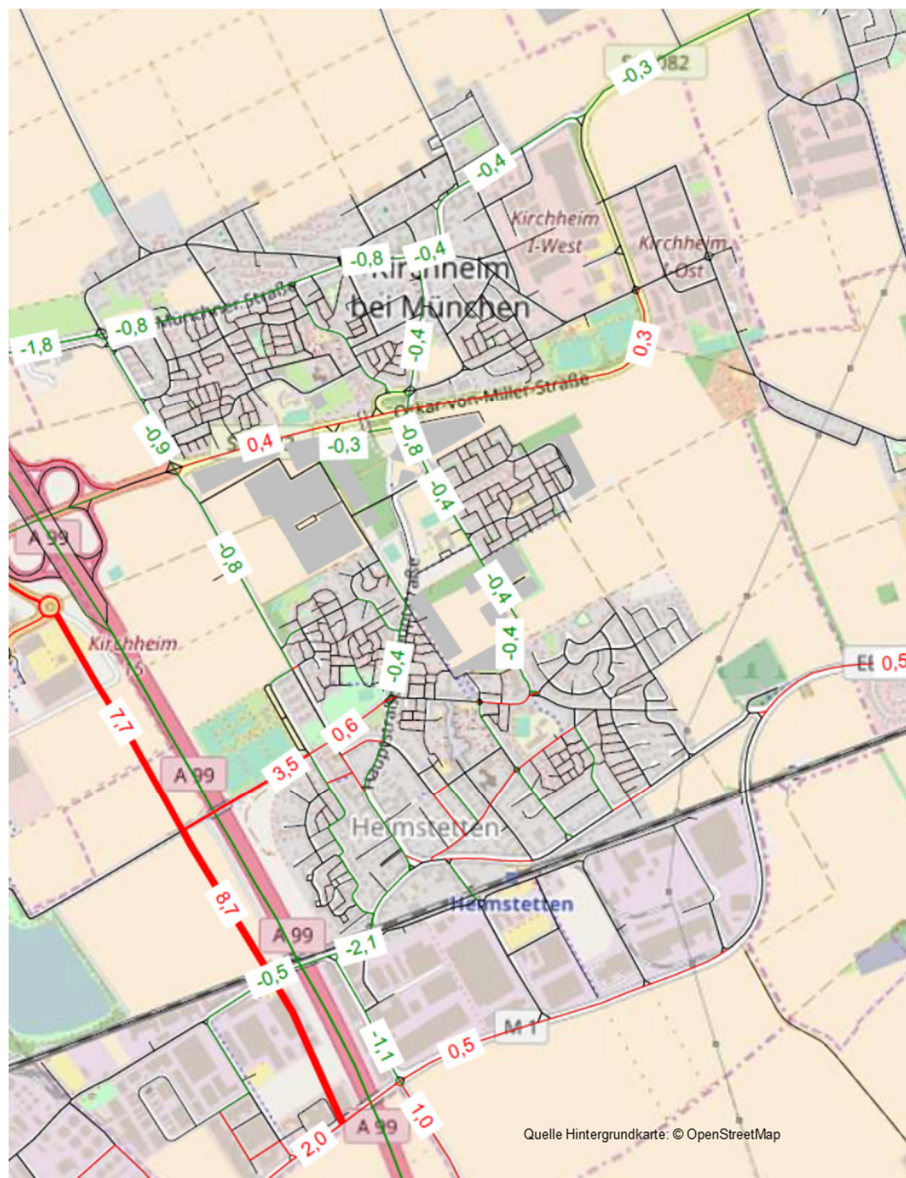 -0,3
-0,4
Kirchheim
I-West
Kirchheim
I-Ost
-0,8
-0,4
Kirchheim
bei München
Münchner Straße
-0,8
-1,8
-0,4
0,3
Oskar-von-Miller-Straße
-0,9
0,4
-0,3
-0,8
-0,4
A 99
-0,8
-0,4
Kirchheim
-0,4
-0,4
0,5
7,7
0,6
3,5
A 99
Heimstetten
8,7
Heimstetten
A 99
-2,1
-0,5
M 1
-1,1
0,5
1,0
A 99
2,0
Quelle Hintergrundkarte: © OpenStreetMap